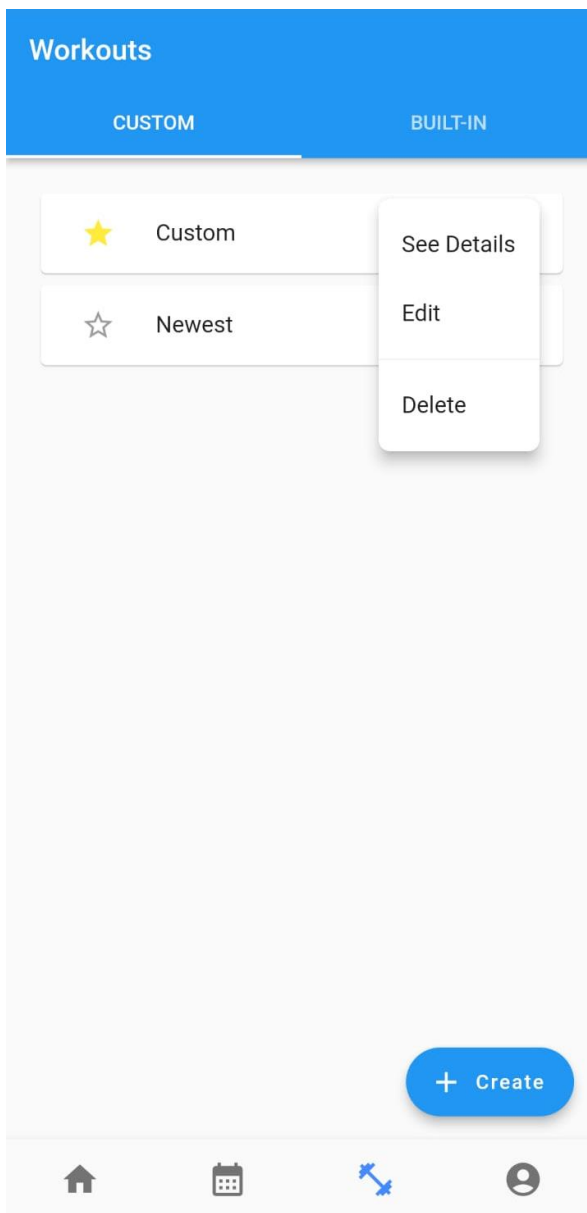 Workouts
CUSTOM
BUILT-IN
Custom
See Details
Newest
Edit
Delete
+ Create